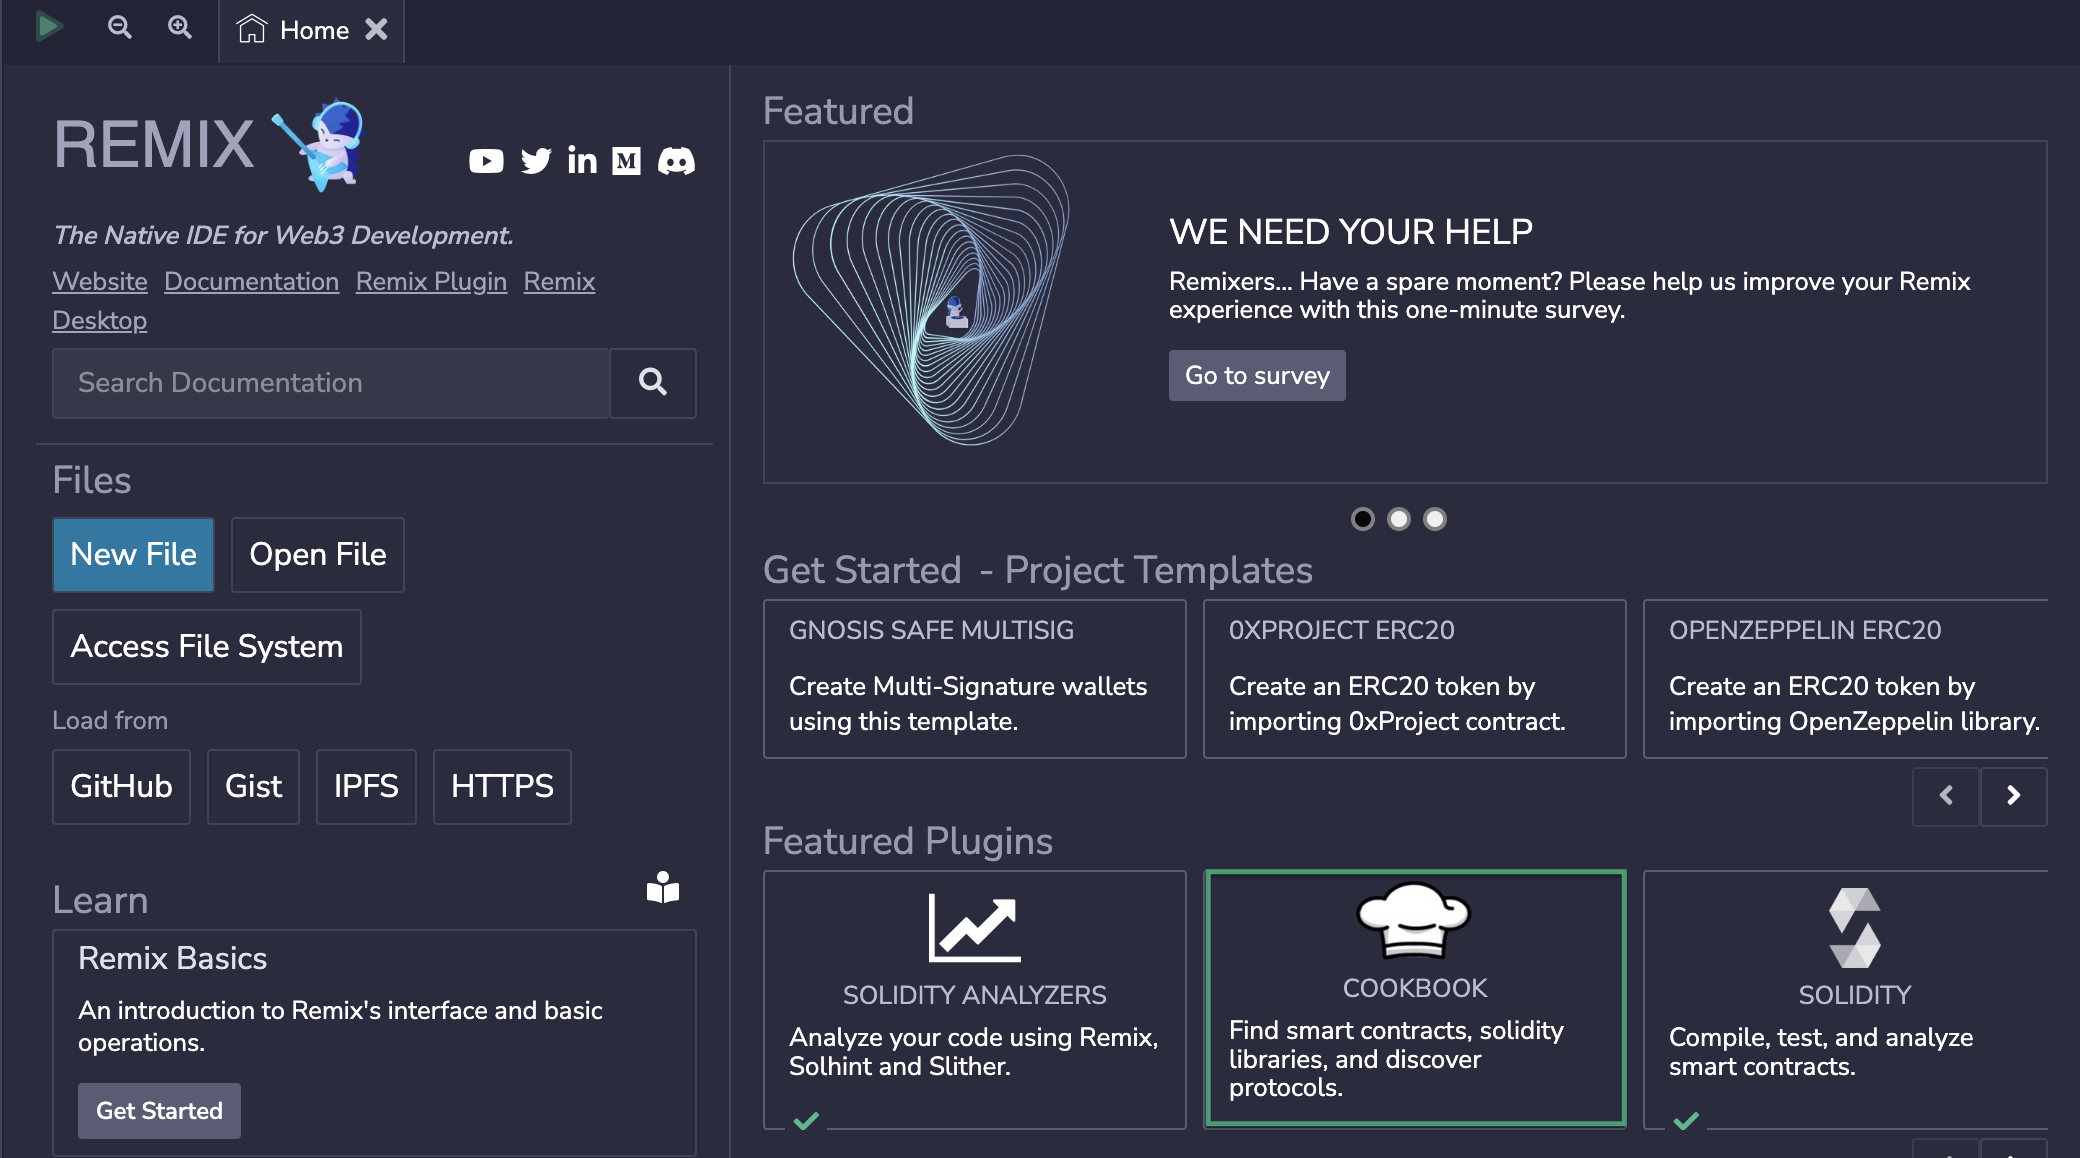 Home
REMIX
The Native IDE for Web3 Development.
Website Documentation Remix Plugin Remix
Desktop
Search Documentation
Files
New File Open File
Access File System
Load from
GitHub Gist IPFS HTTPS
Learn
Remix Basics
An introduction to Remix's interface and basic
operations.
Get Started
Featured
WE NEED YOUR HELP
Remixers... Have a spare moment? Please help us improve your Remix
experience with this one-minute survey.
Go to survey
Get Started - Project Templates
GNOSIS SAFE MULTISIG
Create Multi-Signature wallets
using this template.
0XPROJECT ERC20
Create an ERC20 token by
importing 0xProject contract.
OPENZEPPELIN ERC20
Create an ERC20 token by
importing OpenZeppelin library.
Featured Plugins
SOLIDITY ANALYZERS
Analyze your code using Remix,
Solhint and Slither.
COOKBOOK
Find smart contracts, solidity
libraries, and discover
protocols.
SOLIDITY
Compile, test, and analyze
smart contracts.